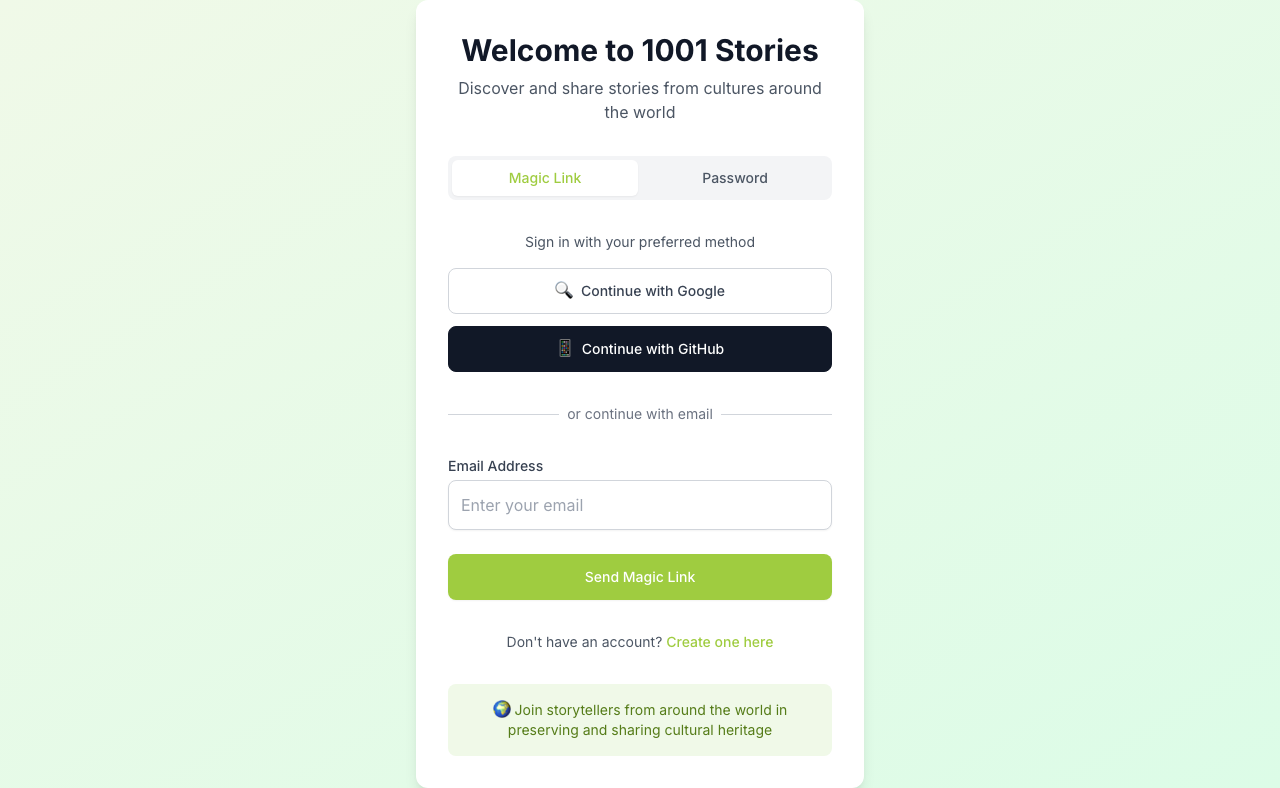 Welcome to 1001 Stories
Discover and share stories from cultures around
the world
Magic Link
Password
Sign in with your preferred method
🔍 Continue with Google
📱 Continue with GitHub
or continue with email
Email Address
Enter your email
Send Magic Link
Don't have an account? Create one here
🌍 Join storytellers from around the world in
preserving and sharing cultural heritage